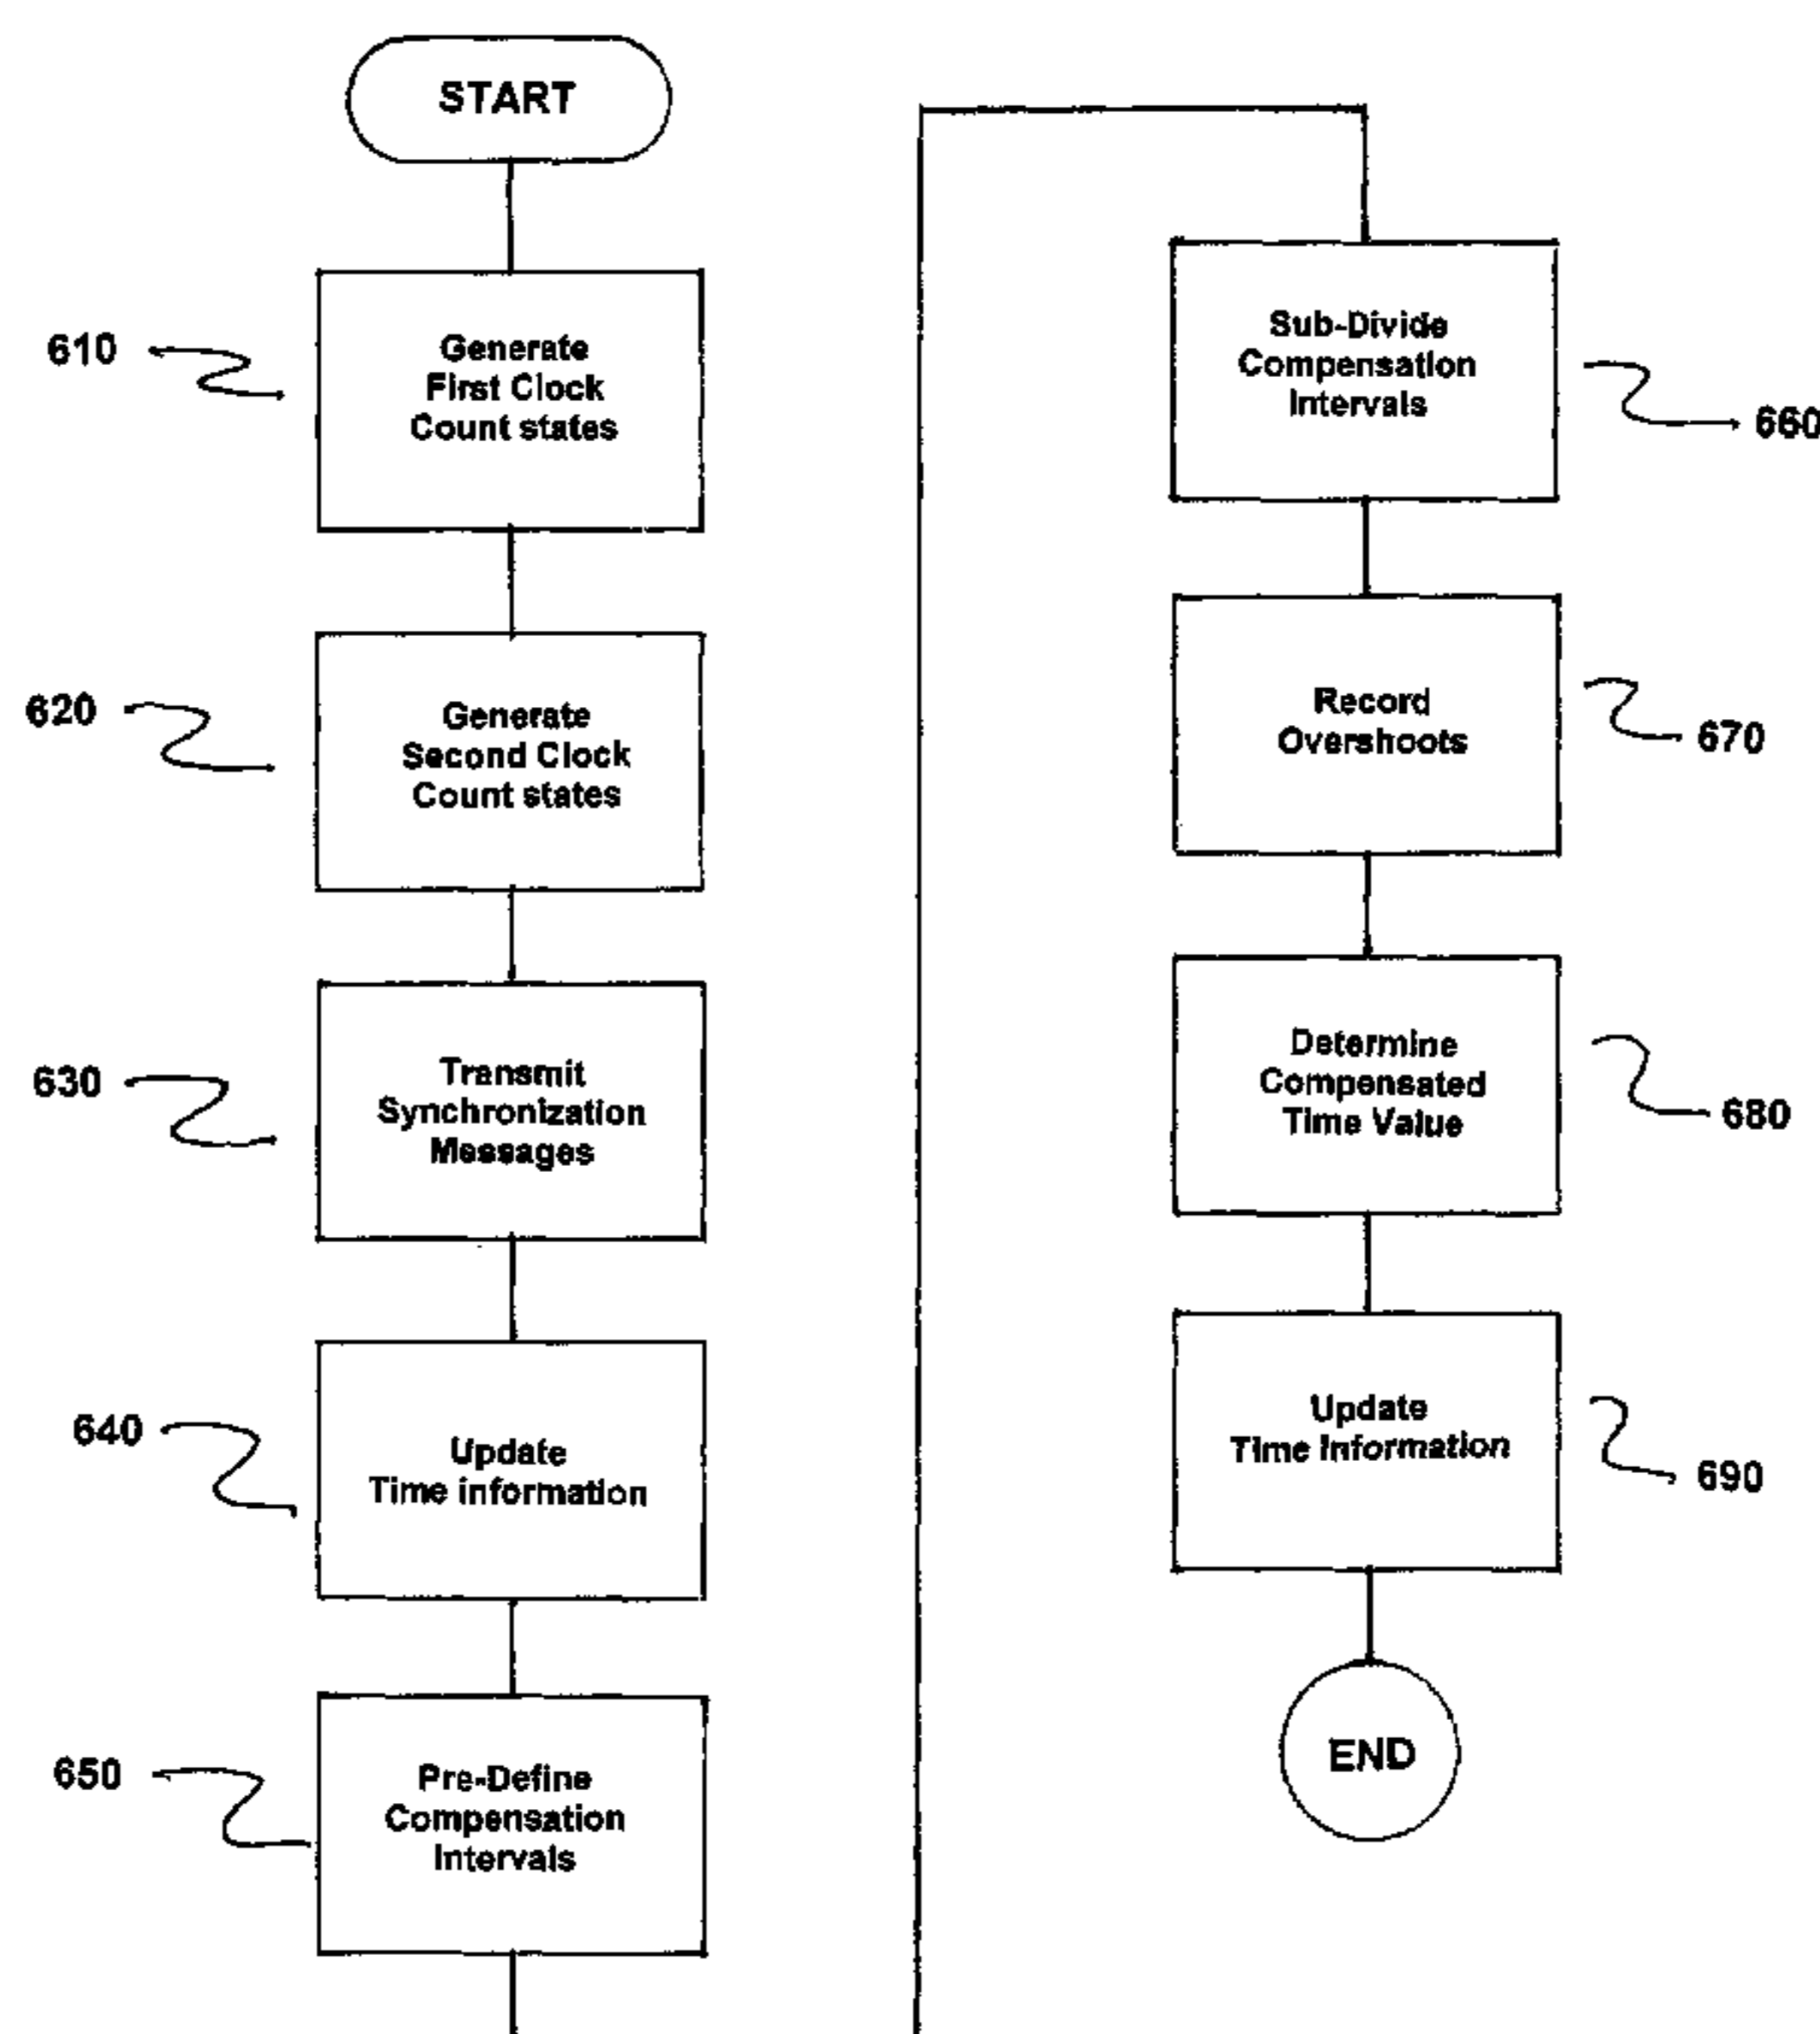 START
610
Generate
First Clock
Count states
620
Generate
Second Clock
Count states
630
Transmit
Synchronization
Messages
640
Update
Time information
650
Pre-Define
Compensation
Intervals
Sub-Divide
Compensation
Intervals
660
Record
Overshoots
670
Determine
Compensated
Time Value
680
Update
Time Information
690
END